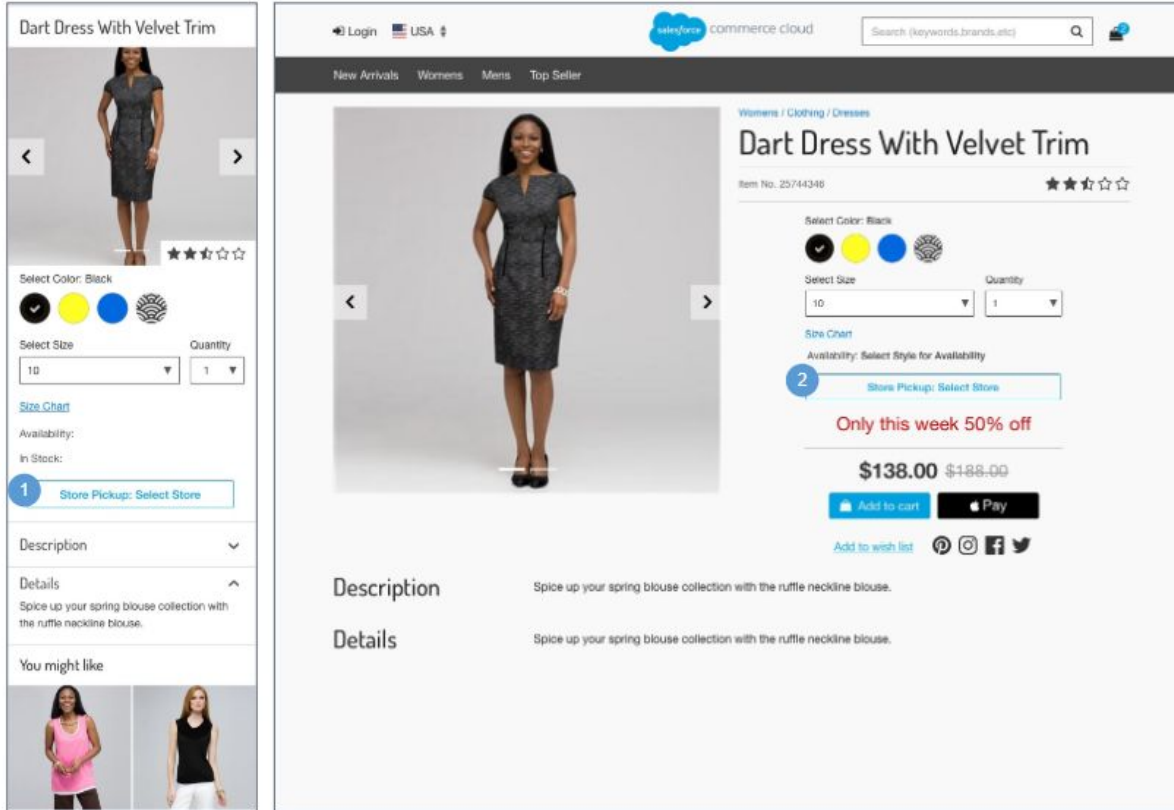 Dart Dress With Velvet Trim
Select Color: Black
Select Size Quantity
10 1
Size Chart
Availability:
In Stock:
1
Store Pickup: Select Store
Description
Details
Spice up your spring blouse collection with
the ruffle neckline blouse.
You might like
Login USA salesforce commerce cloud Search (keywords,brands,etc) 2
New Arrivals Womens Mens Top Seller
Womens / Clothing / Dresses
Dart Dress With Velvet Trim
Item No. 25744346
Select Color: Black
Select Size Quantity
10 1
Size Chart
Availability: Select Style for Availability
2
Store Pickup: Select Store
Only this week 50% off
$138.00 $188.00
Add to cart Pay
Add to wish list
Description Spice up your spring blouse collection with the ruffle neckline blouse.
Details Spice up your spring blouse collection with the ruffle neckline blouse.